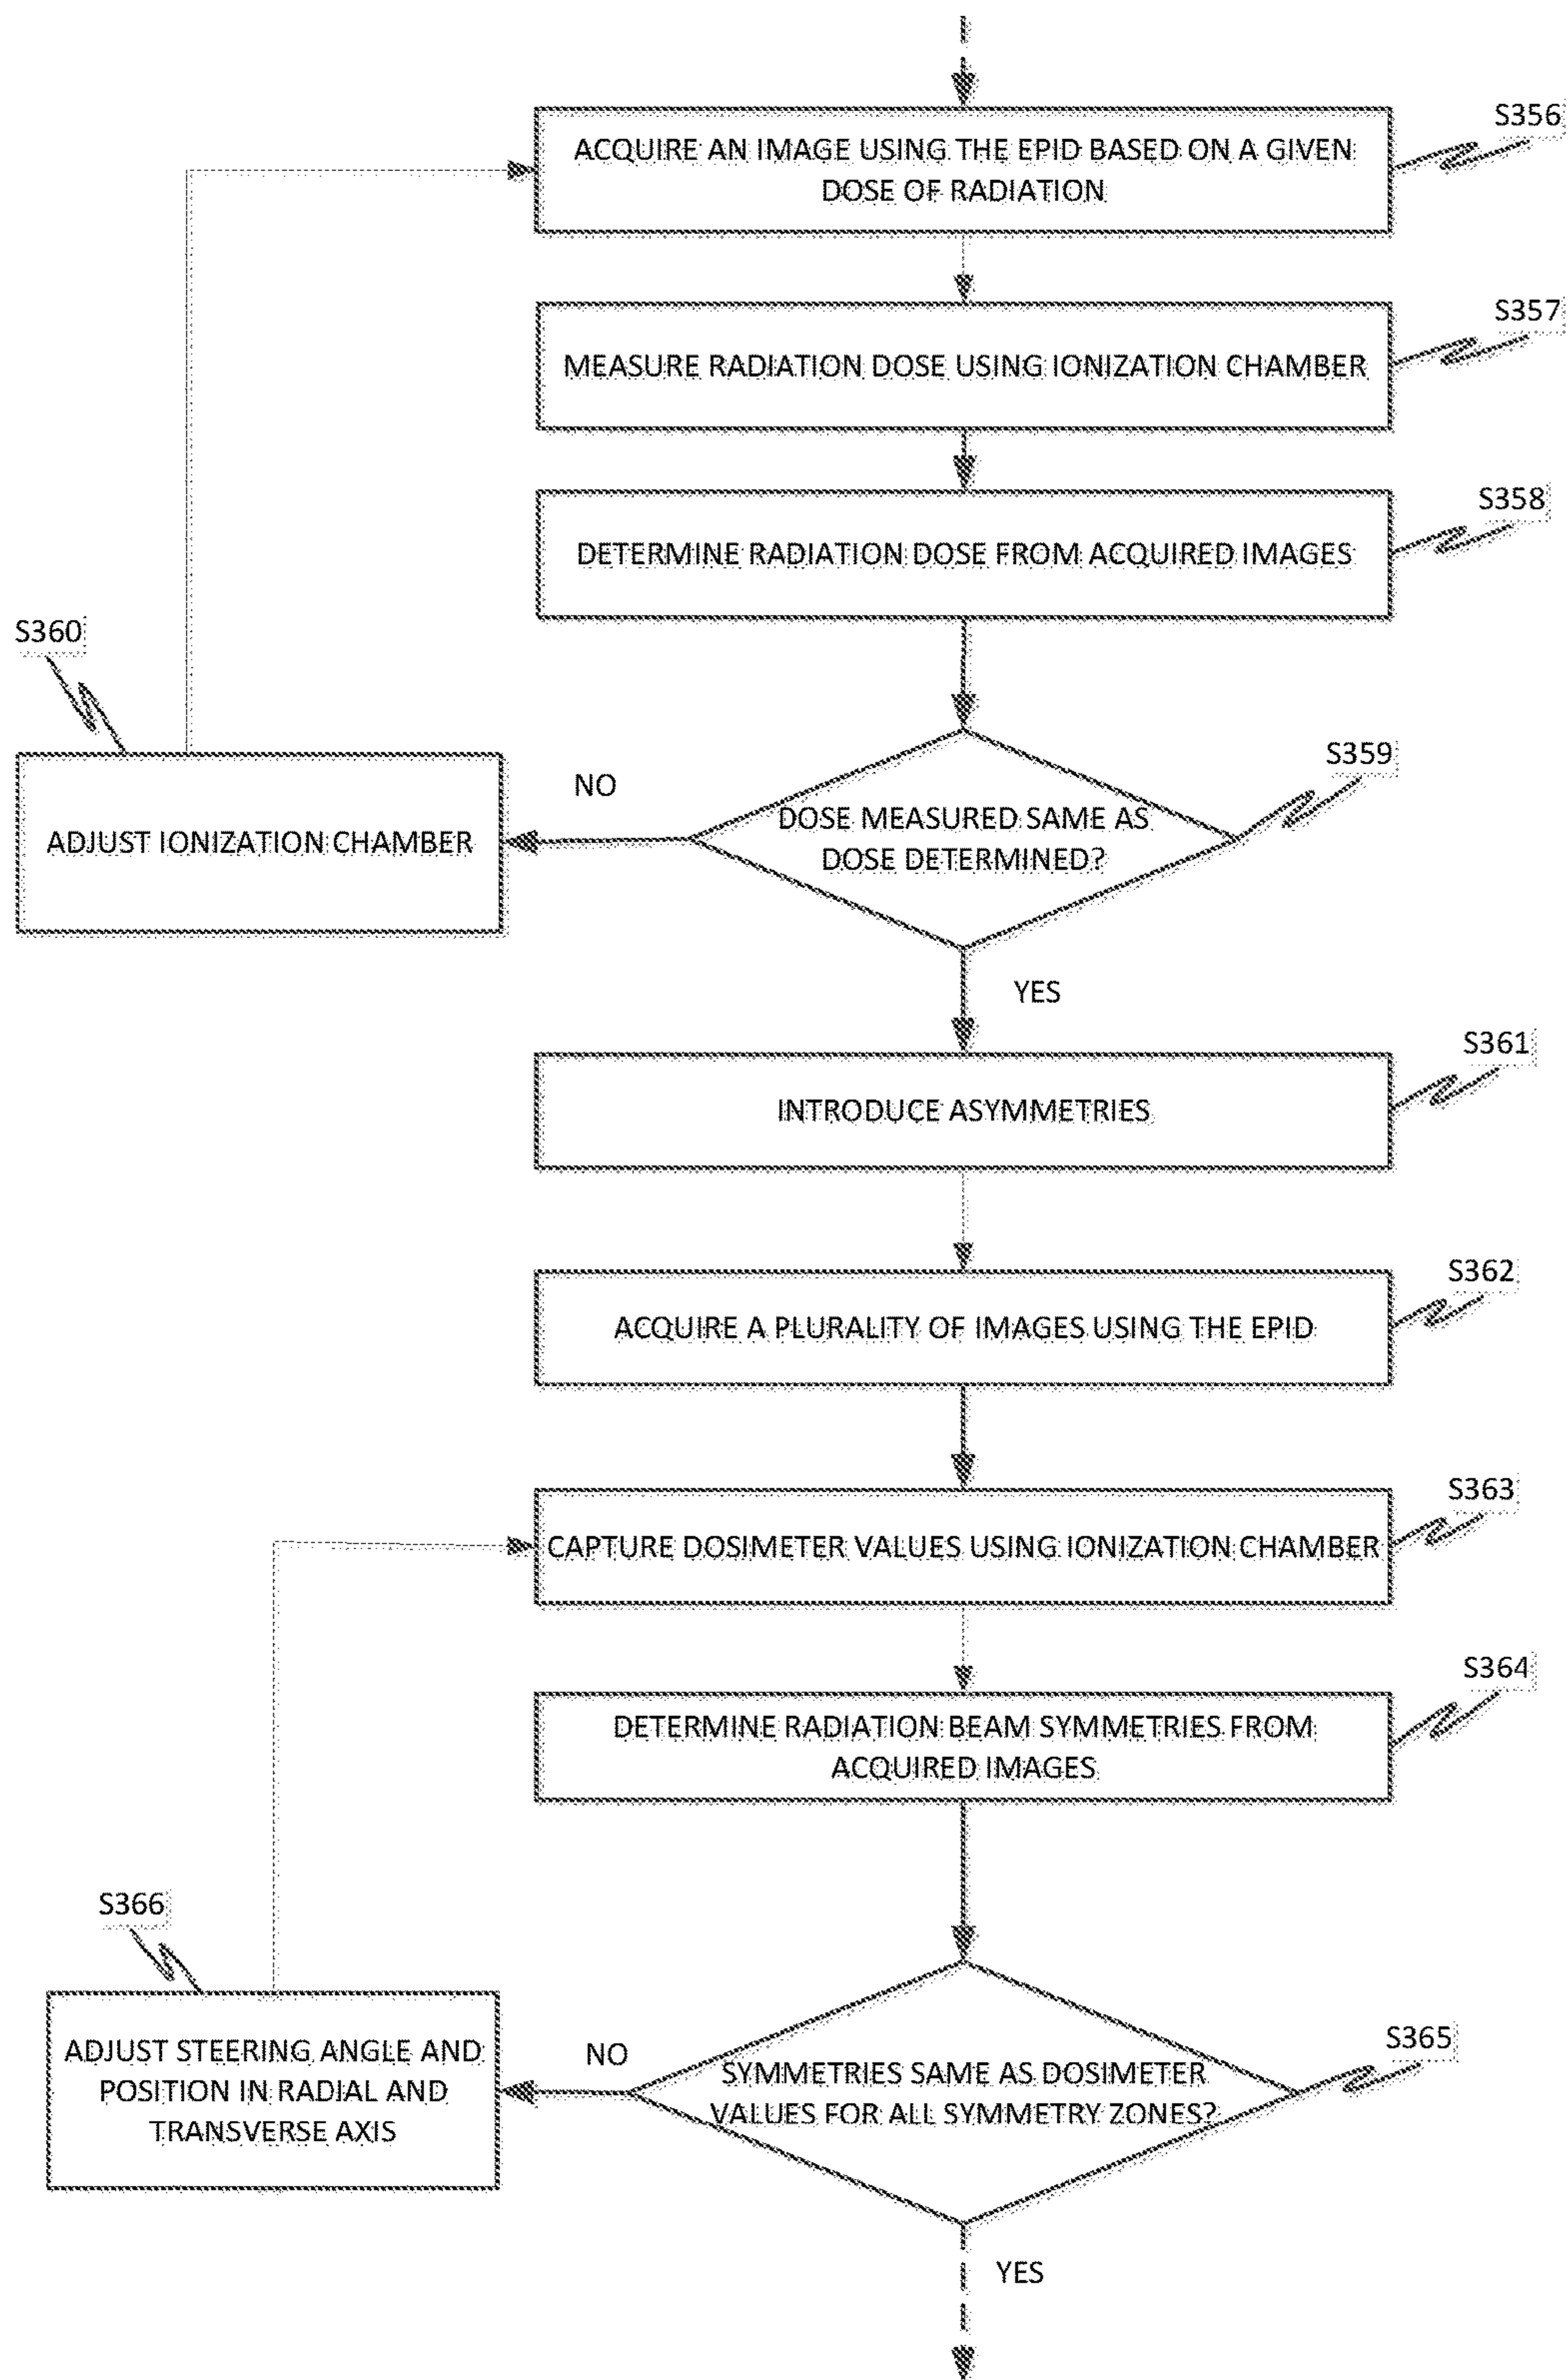 S356
ACQUIRE AN IMAGE USING THE EPID BASED ON A GIVEN
DOSE OF RADIATION
S357
MEASURE RADIATION DOSE USING IONIZATION CHAMBER
S358
DETERMINE RADIATION DOSE FROM ACQUIRED IMAGES
S360
ADJUST IONIZATION CHAMBER
NO
S359
DOSE MEASURED SAME AS
DOSE DETERMINED?
YES
S361
INTRODUCE ASYMMETRIES
S362
ACQUIRE A PLURALITY OF IMAGES USING THE EPID
S363
CAPTURE DOSIMETER VALUES USING IONIZATION CHAMBER
S364
DETERMINE RADIATION BEAM SYMMETRIES FROM
ACQUIRED IMAGES
S366
ADJUST STEERING ANGLE AND
POSITION IN RADIAL AND
TRANSVERSE AXIS
NO
S365
SYMMETRIES SAME AS DOSIMETER
VALUES FOR ALL SYMMETRY ZONES?
YES